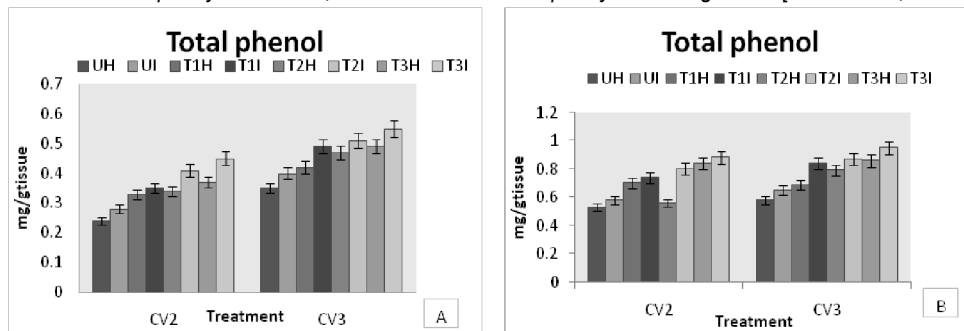 Total phenol
UH UI T1H T1I T2H T2I T3H T3I
0.7
0.6
0.5
0.4
0.3
0.2
0.1
0
mg/gtissue
CV2 Treatment CV3
A
Total phenol
UH UI T1H T1I T2H T2I T3H T3I
1.2
1
0.8
0.6
0.4
0.2
0
mg/gtissue
CV2 Treatment CV3
B